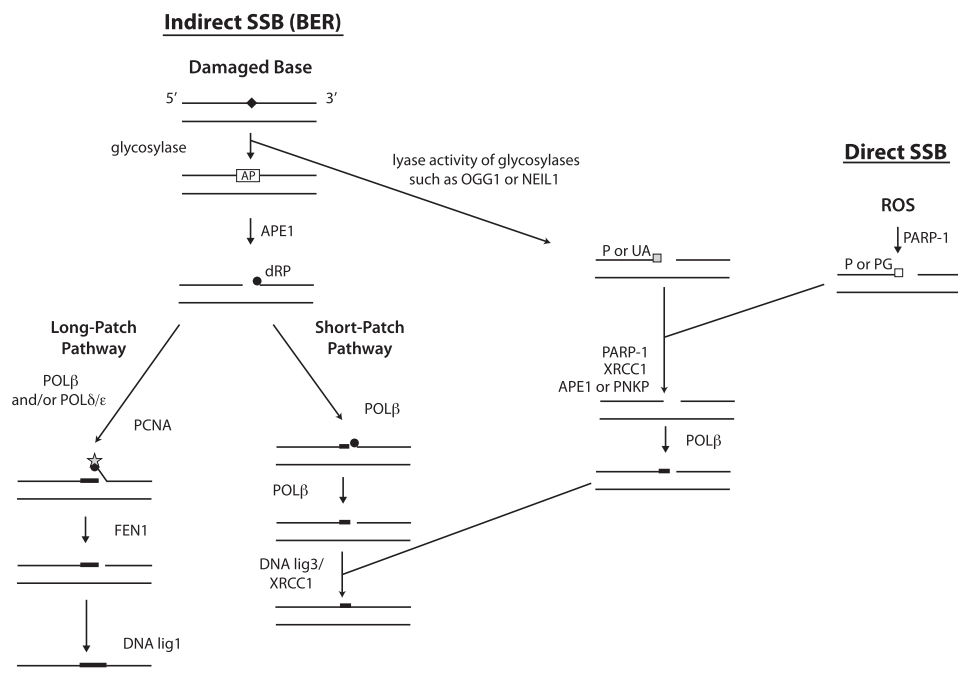 Indirect SSB (BER)
Damaged Base
5’ 3’
glycosylase
AP
lyase activity of glycosylases
such as OGG1 or NEIL1
Direct SSB
ROS
PARP-1
APE1
P or UA
P or PG
dRP
Long-Patch
Pathway
Short-Patch
Pathway
POLβ
and/or POLδ/ε
PCNA
POLβ
PARP-1
XRCC1
APE1 or PNKP
POLβ
POLβ
FEN1
DNA lig3/
XRCC1
DNA lig1